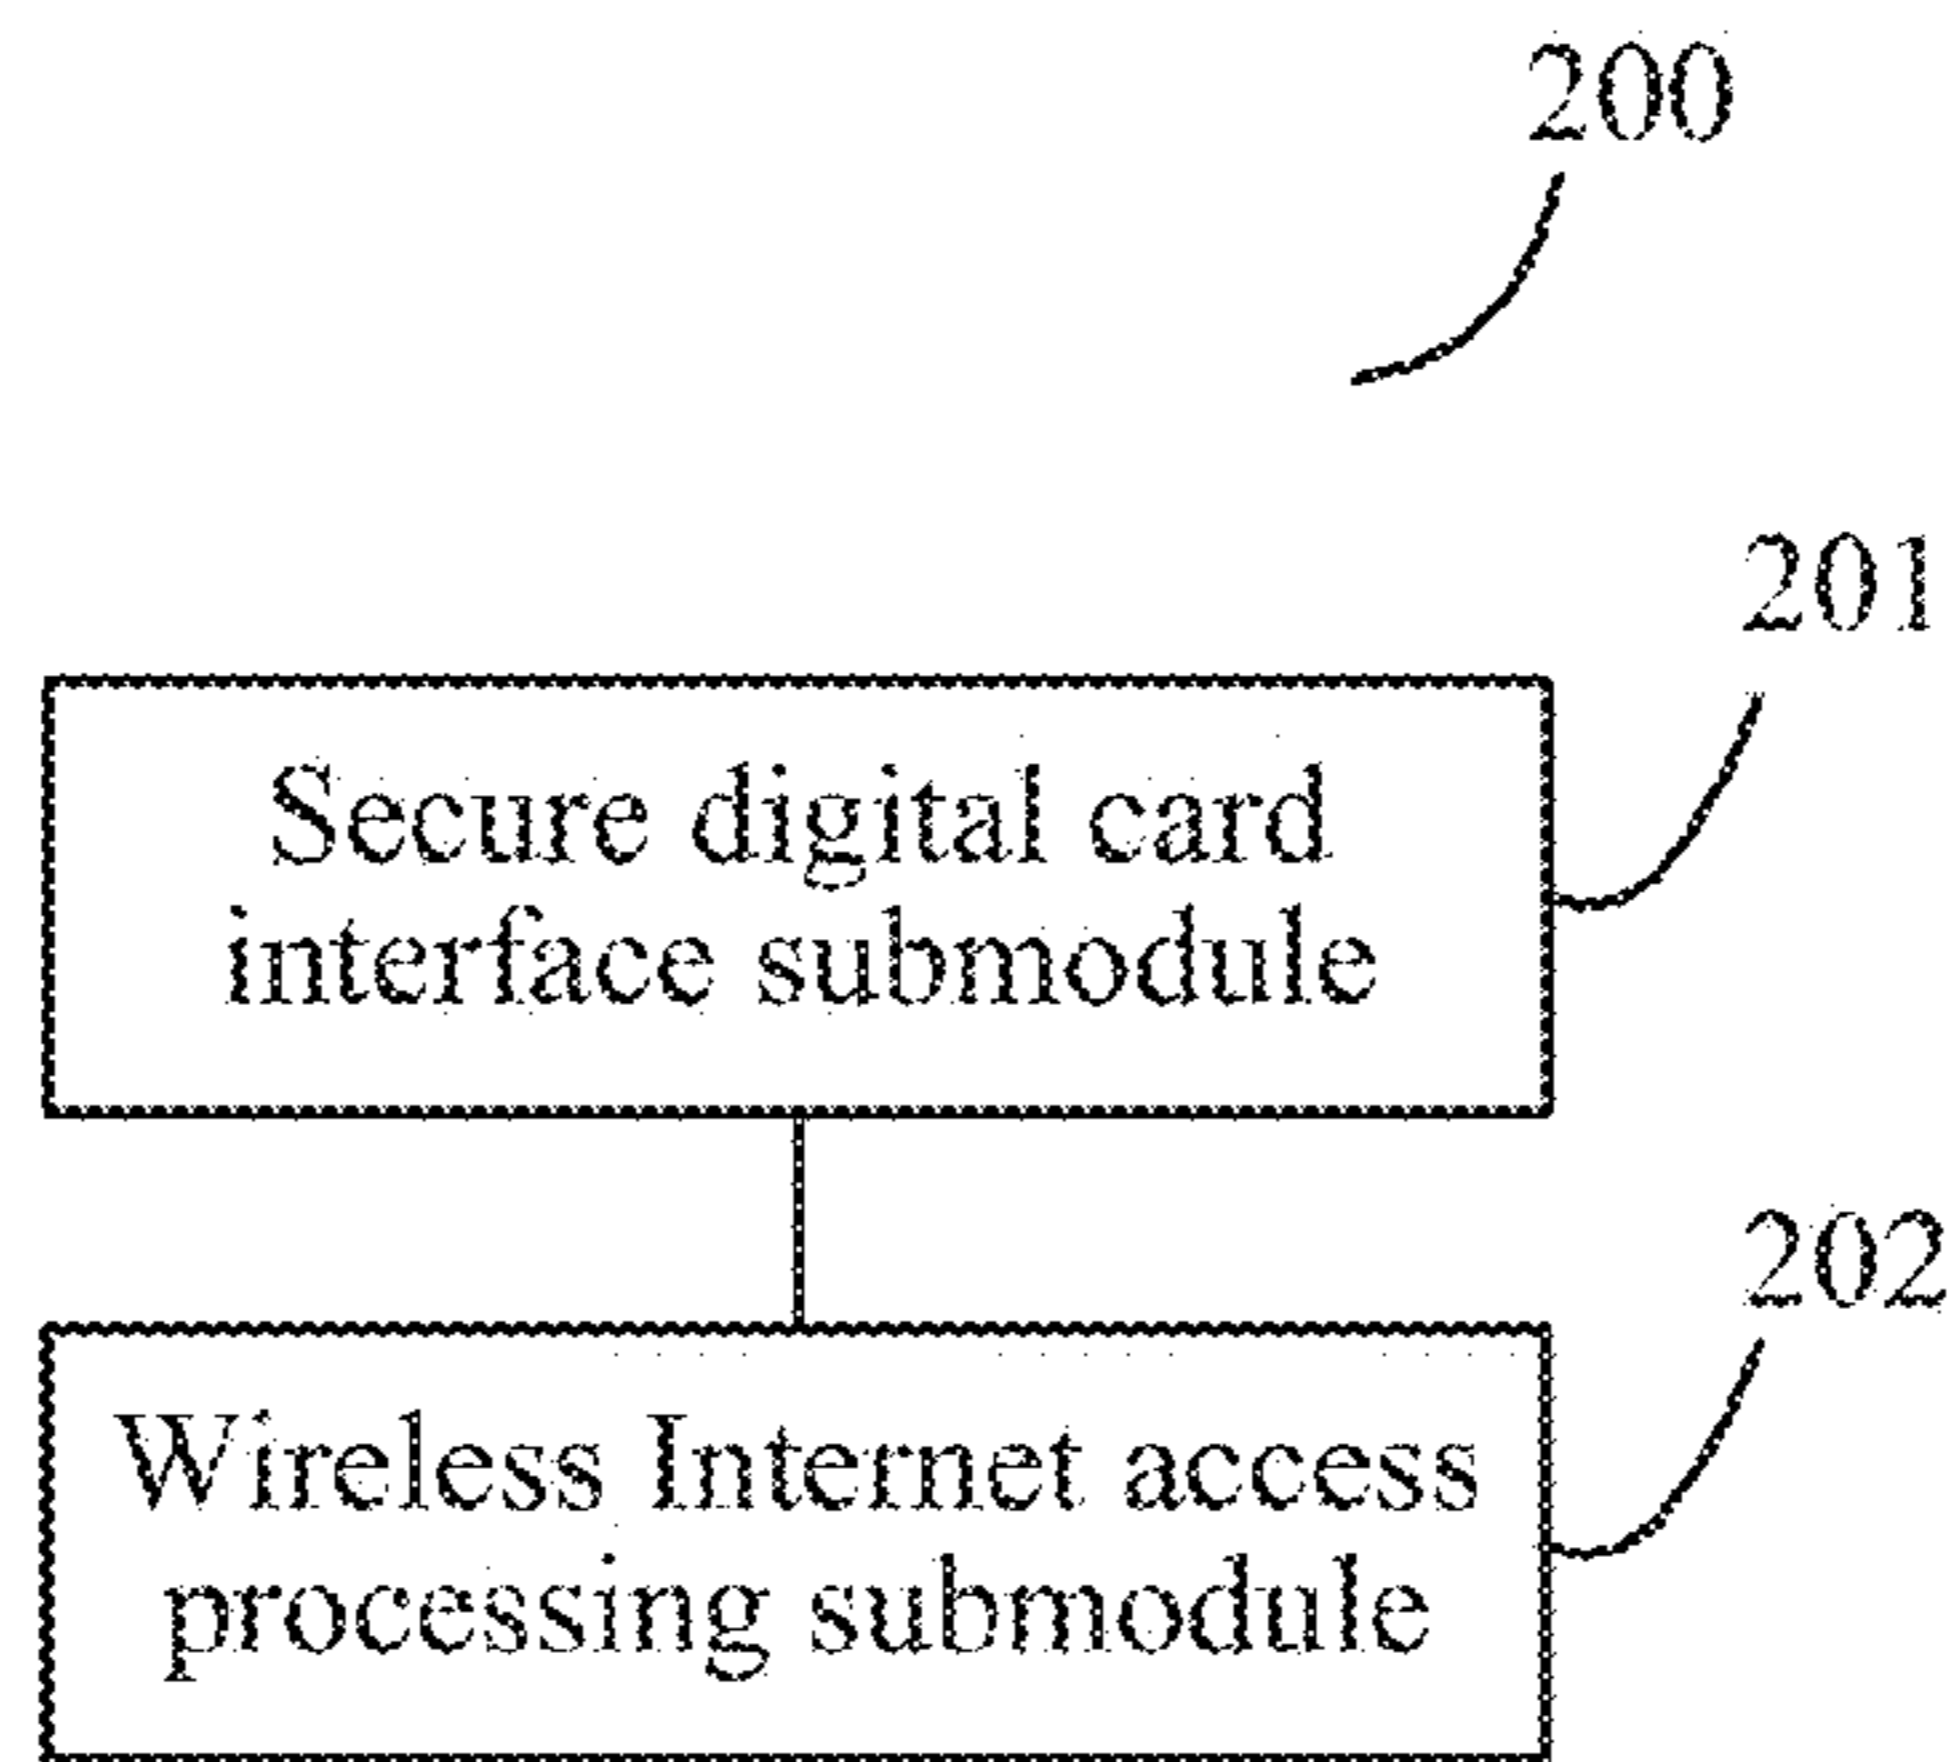 200
201
Secure digital card
interface submodule
202
Wireless Internet access
processing submodule